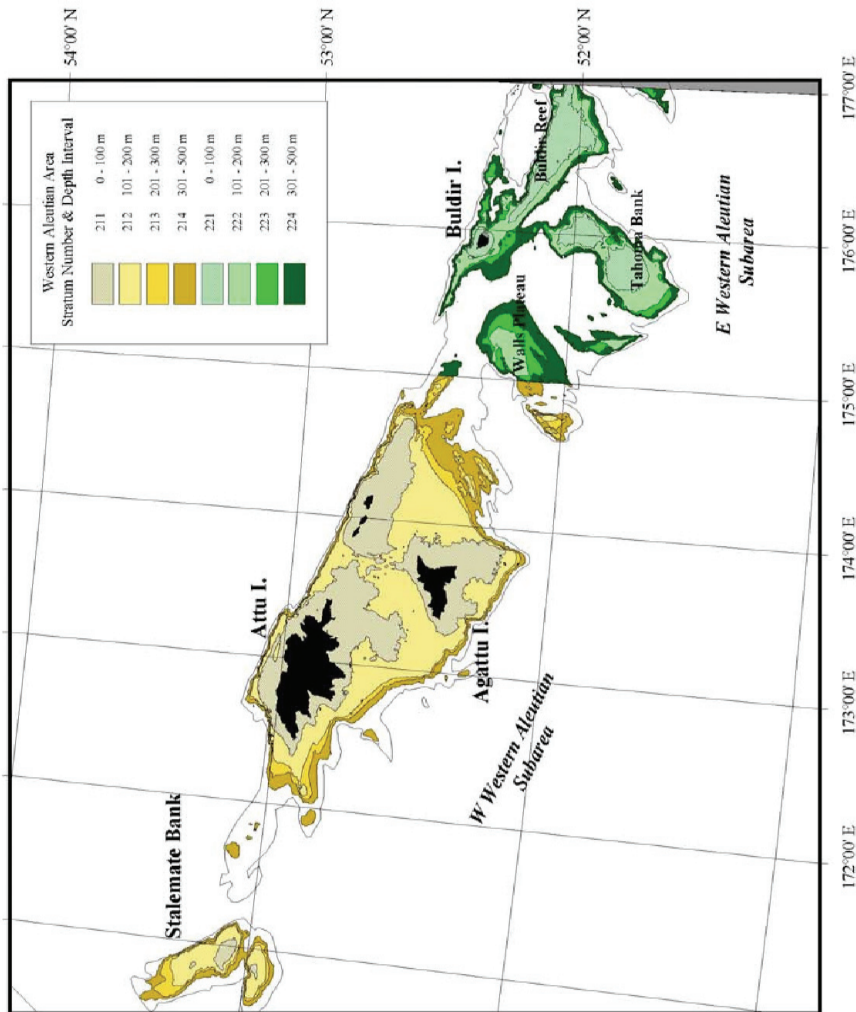 Western Aleutian Area
Stratum Number & Depth Interval
211 0 - 100 m
212 101 - 200 m
213 201 - 300 m
214 301 - 500 m
221 0 - 100 m
222 101 - 200 m
223 201 - 300 m
224 301 - 500 m
54°00' N
53°00' N
52°00' N
Stalemate Bank
Attu I.
Agattu I.
Buldir I.
Buldir Reef
Walls Plateau
Tahoma Bank
W Western Aleutian
Subarea
E Western Aleutian
Subarea
172°00' E
173°00' E
174°00' E
175°00' E
176°00' E
177°00' E